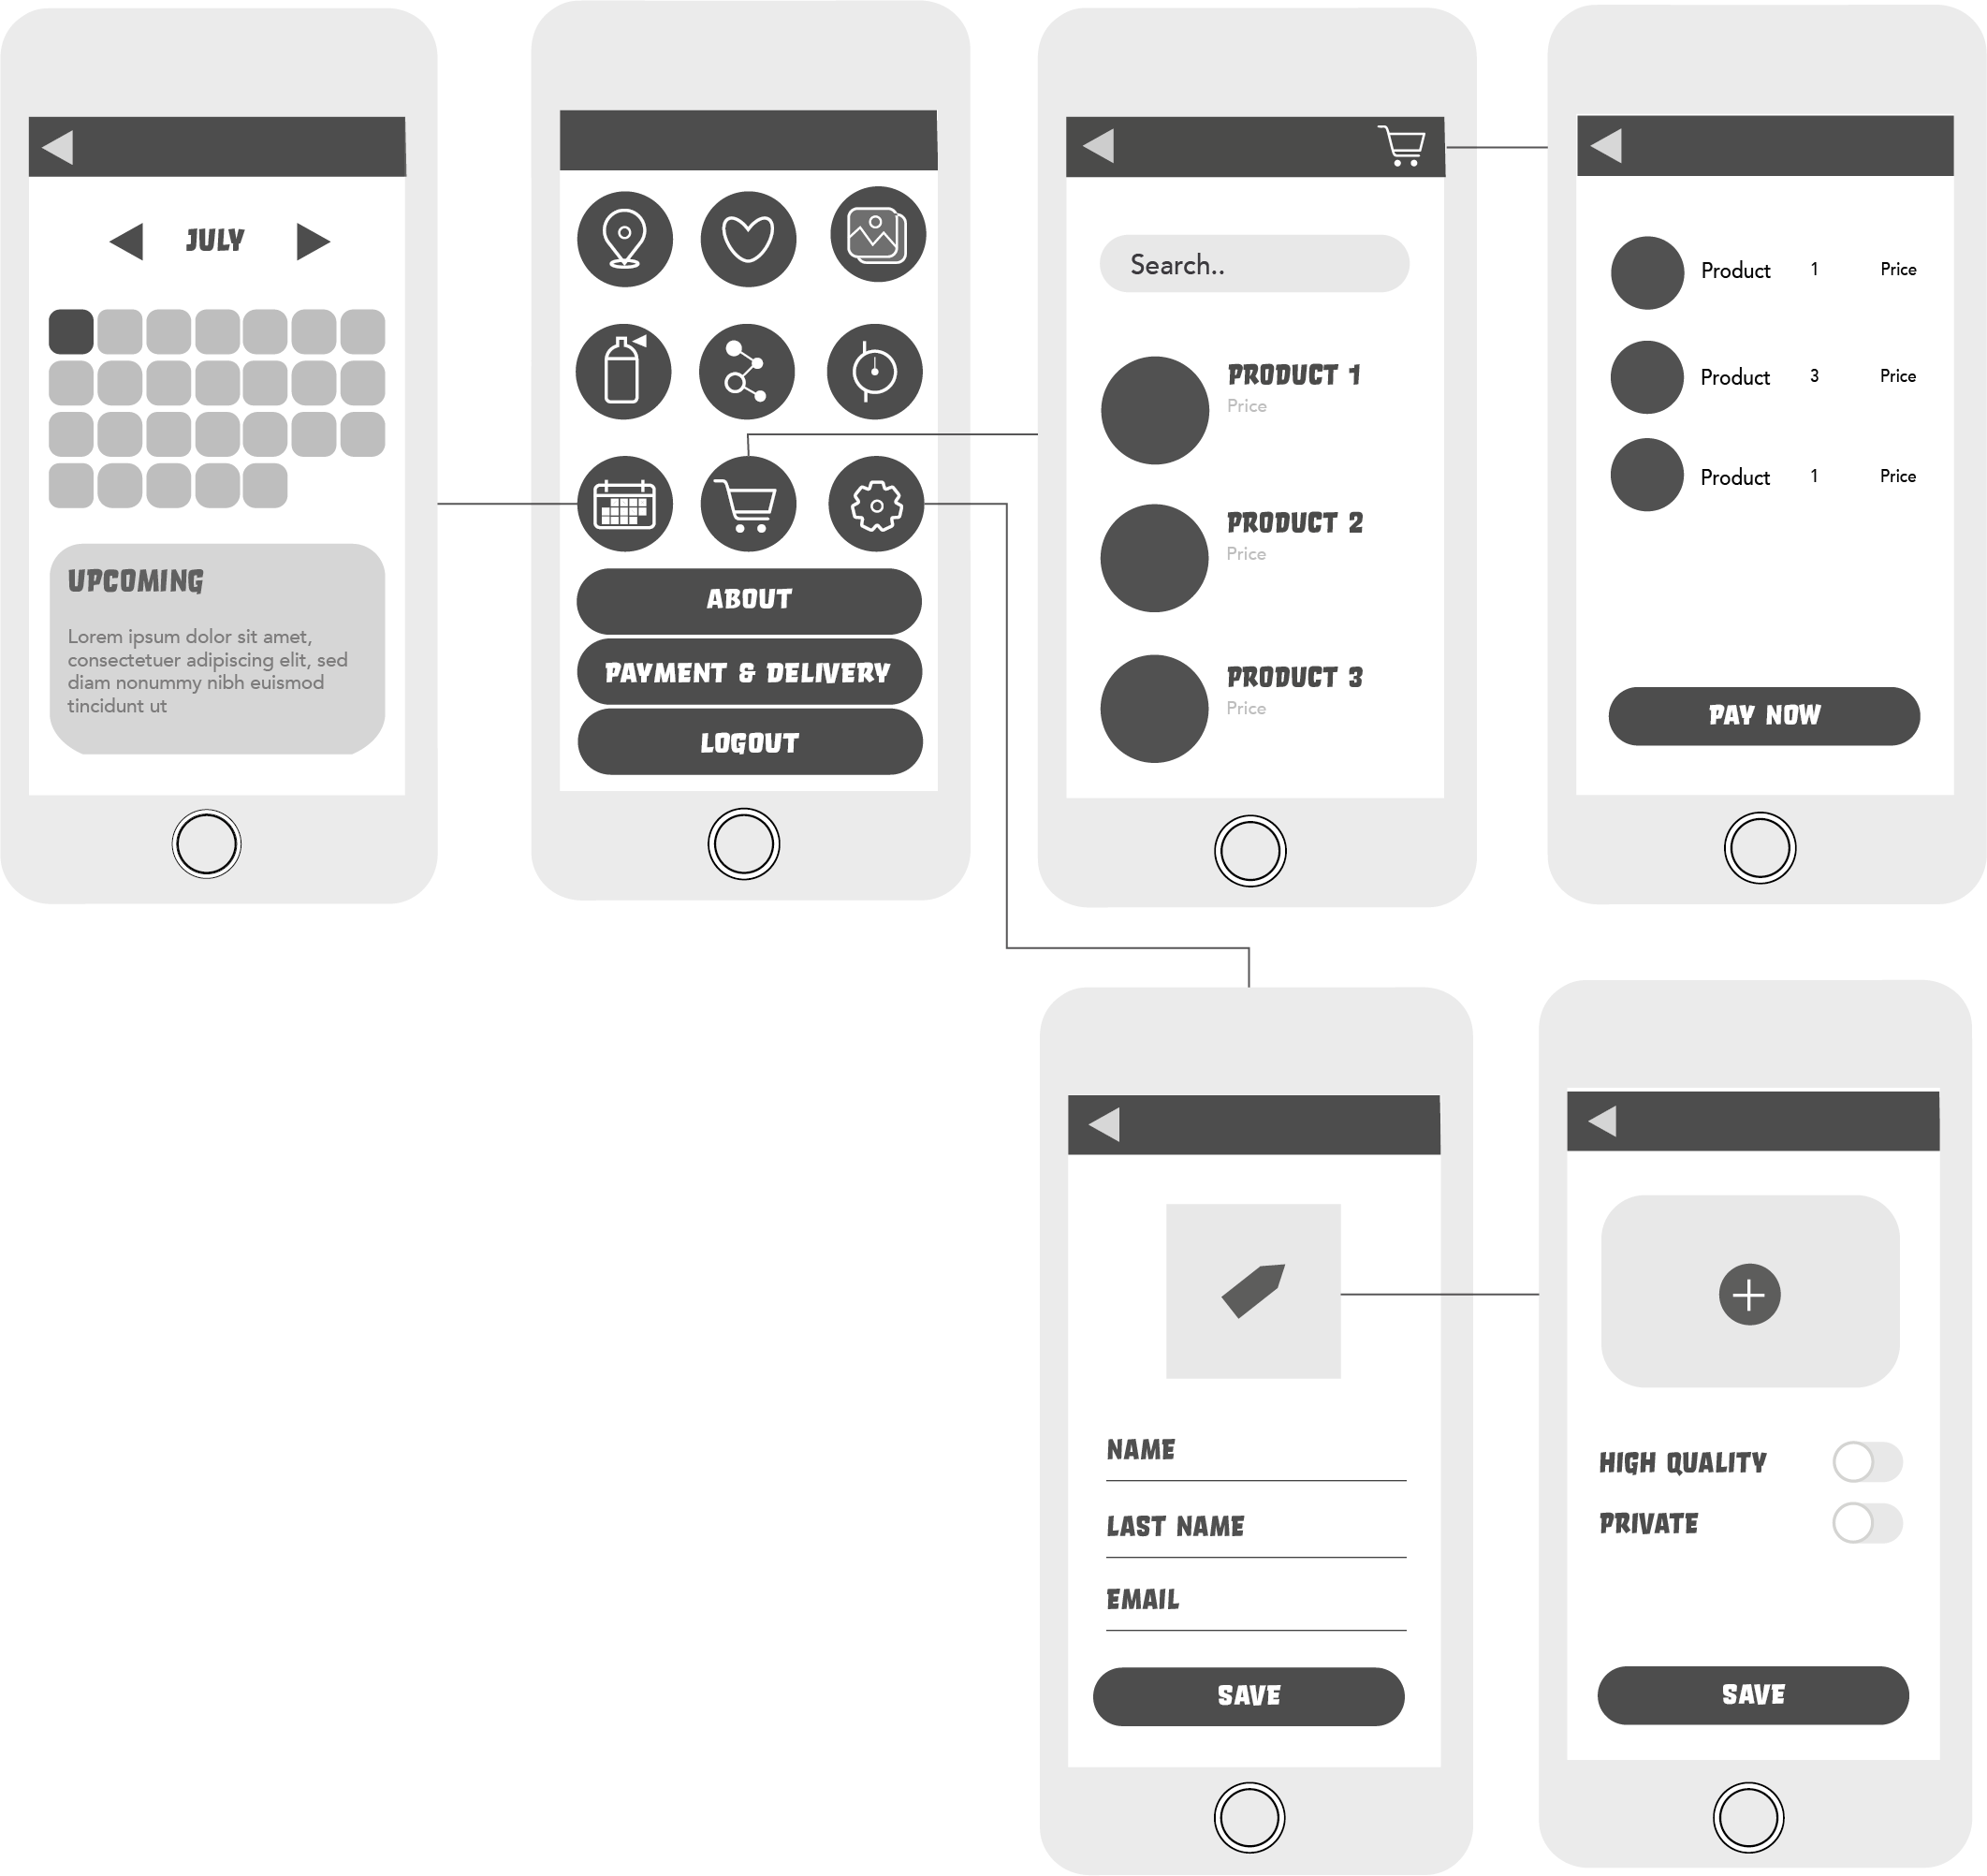 JULY
UPCOMING
Lorem ipsum dolor sit amet,
consectetuer adipiscing elit, sed
diam nonummy nibh euismod
tincidunt ut
ABOUT
PAYMENT & DELIVERY
LOGOUT
Search..
PRODUCT 1
Price
PRODUCT 2
Price
PRODUCT 3
Price
Product 1 Price
Product 3 Price
Product 1 Price
PAY NOW
NAME
LAST NAME
EMAIL
SAVE
HIGH QUALITY
PRIVATE
SAVE